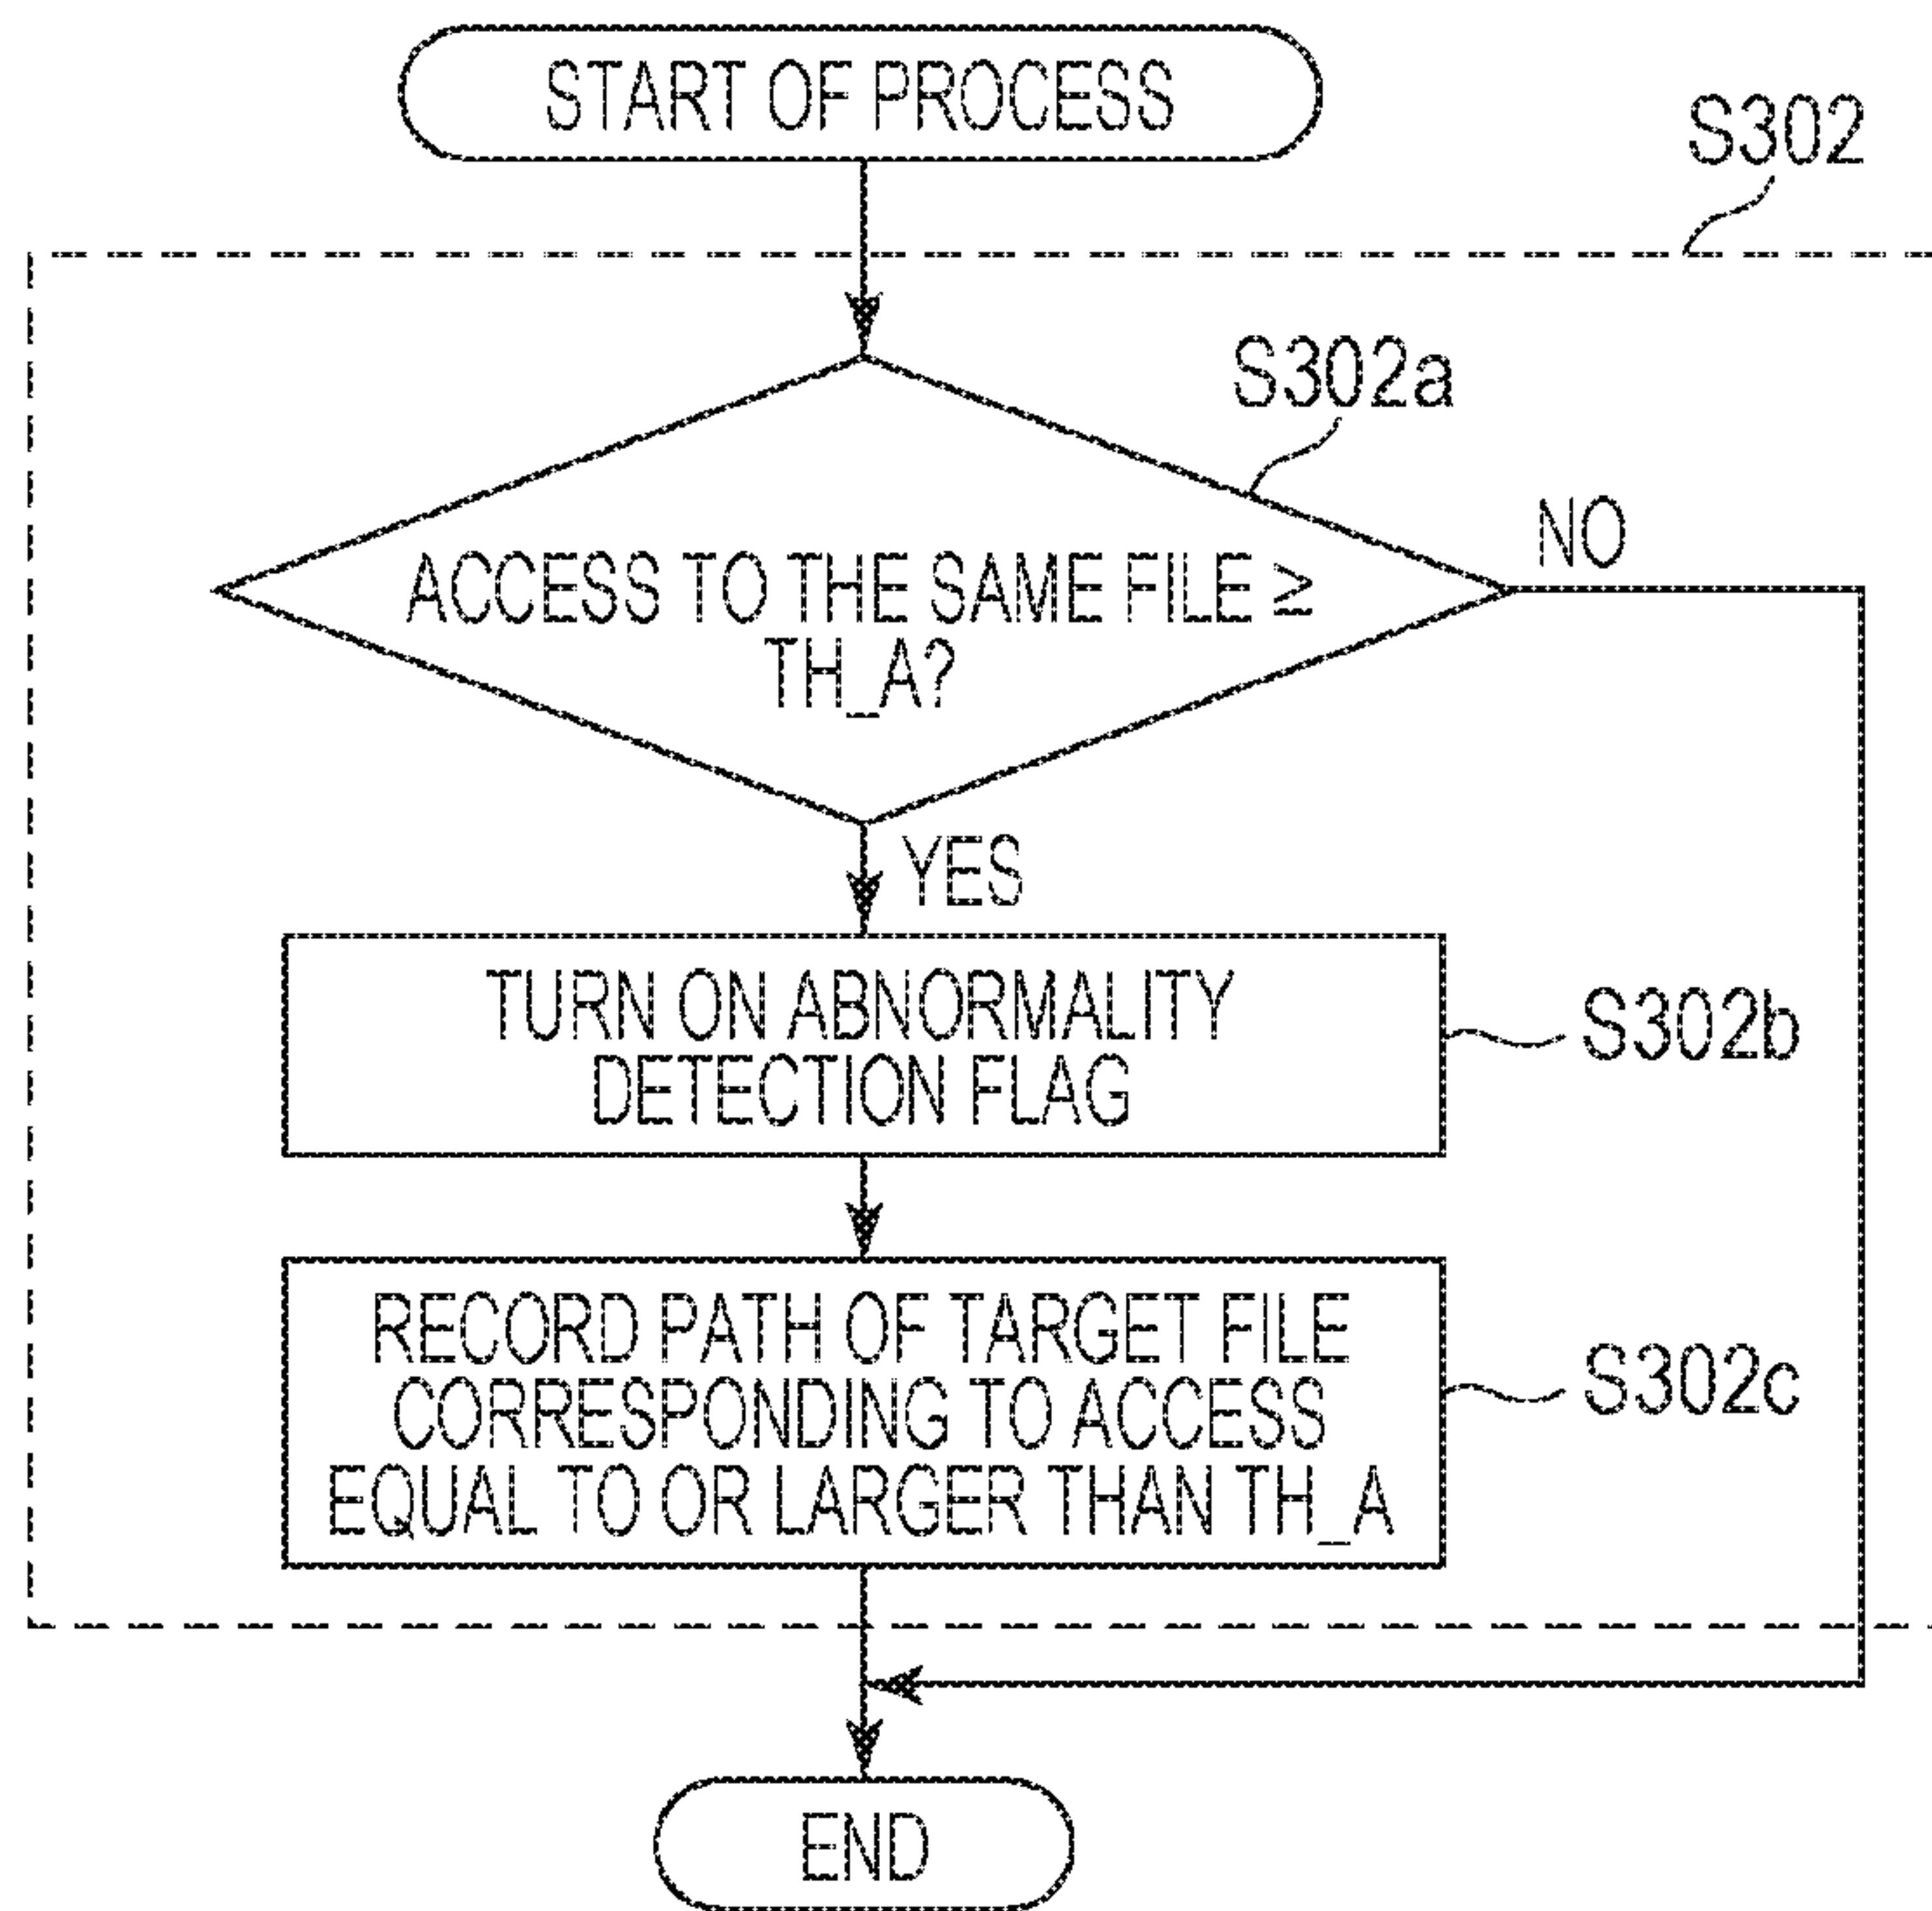 START OF PROCESS
S302
S302a
ACCESS TO THE SAME FILE ≥
TH_A?
NO
YES
TURN ON ABNORMALITY
DETECTION FLAG
S302b
RECORD PATH OF TARGET FILE
CORRESPONDING TO ACCESS
EQUAL TO OR LARGER THAN TH_A
S302c
END